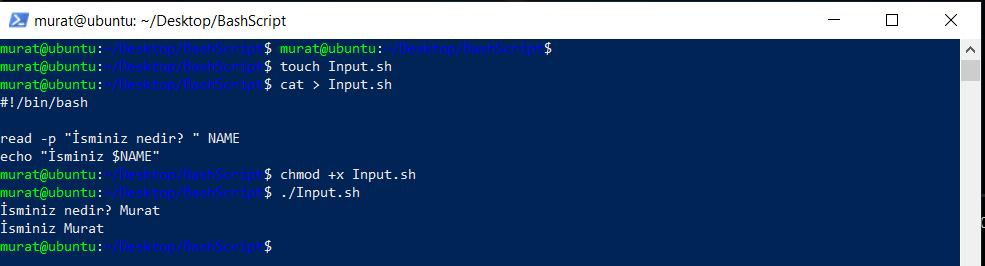 murat@ubuntu: ~/Desktop/BashScript
murat@ubuntu:~/Desktop/BashScript$ murat@ubuntu:~/Desktop/BashScript$
murat@ubuntu:~/Desktop/BashScript$ touch Input.sh
murat@ubuntu:~/Desktop/BashScript$ cat > Input.sh
#!/bin/bash
read -p "İsminiz nedir? " NAME
echo "İsminiz $NAME"
murat@ubuntu:~/Desktop/BashScript$ chmod +x Input.sh
murat@ubuntu:~/Desktop/BashScript$ ./Input.sh
İsminiz nedir? Murat
İsminiz Murat
murat@ubuntu:~/Desktop/BashScript$